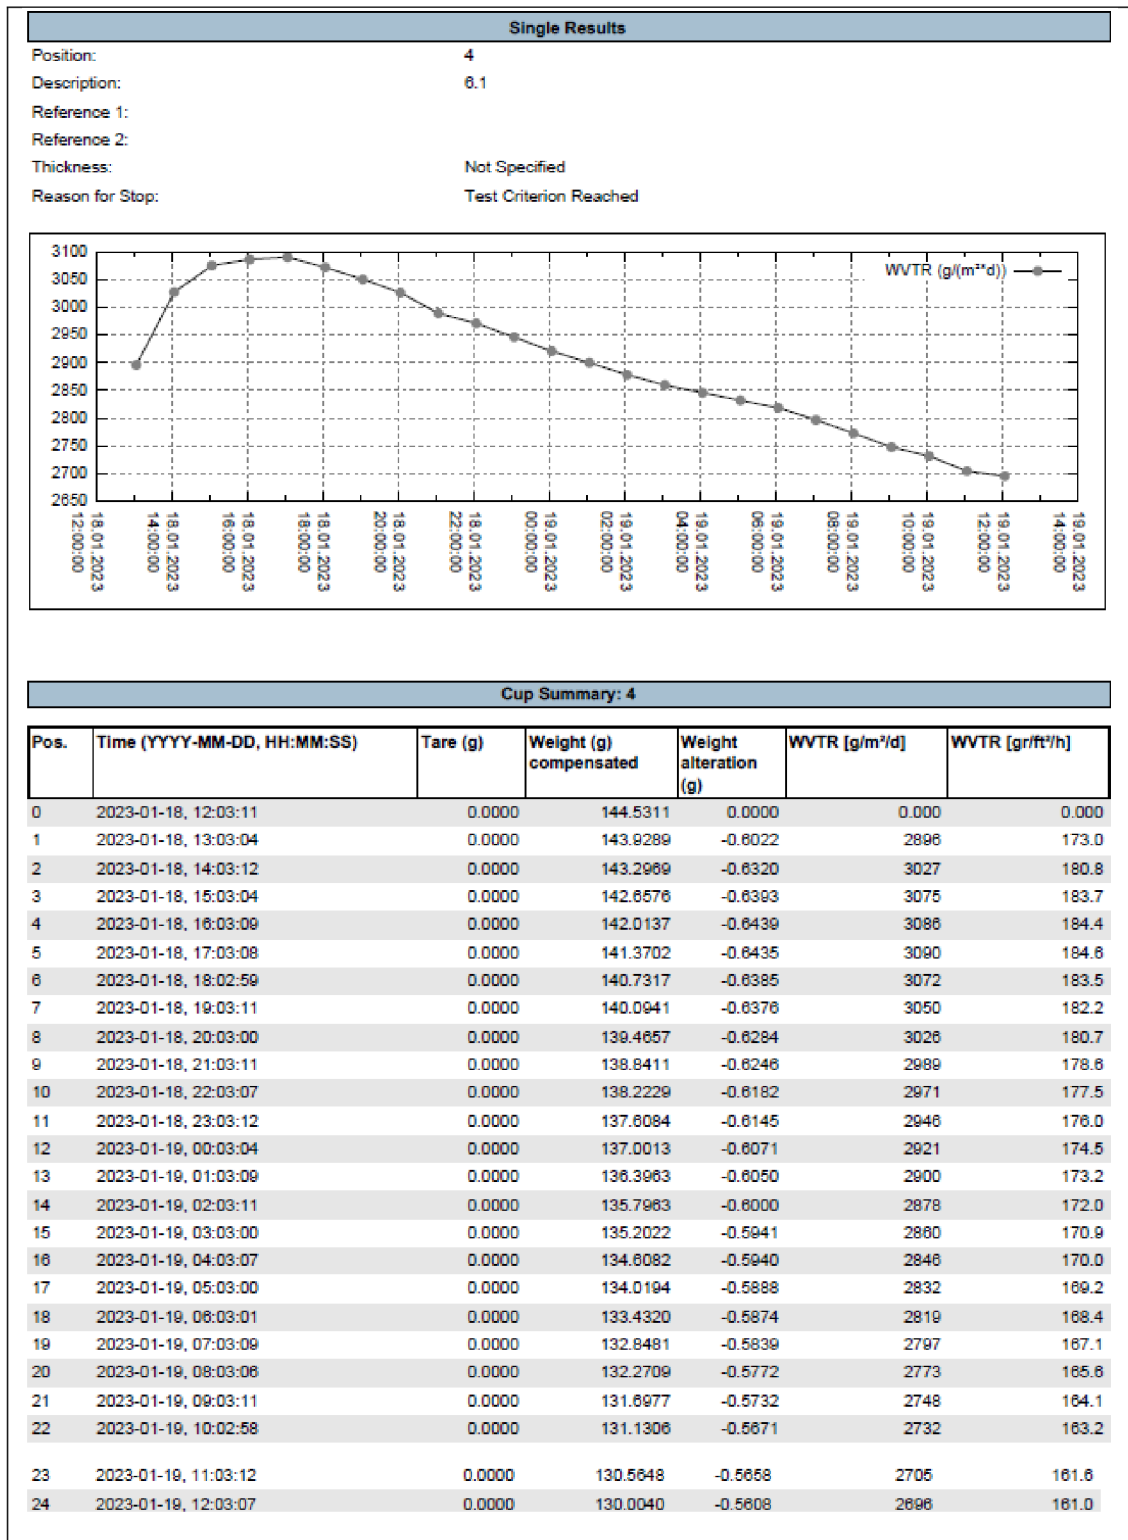 Single Results
Position: 4
Description: 6.1
Reference 1:
Reference 2:
Thickness: Not Specified
Reason for Stop: Test Criterion Reached
WVTR (g/(m²*d))
3100
3050
3000
2950
2900
2850
2800
2750
2700
2650
18.01.2023 12:00:00
18.01.2023 14:00:00
18.01.2023 16:00:00
18.01.2023 18:00:00
18.01.2023 20:00:00
18.01.2023 22:00:00
19.01.2023 00:00:00
19.01.2023 02:00:00
19.01.2023 04:00:00
19.01.2023 06:00:00
19.01.2023 08:00:00
19.01.2023 10:00:00
19.01.2023 12:00:00
19.01.2023 14:00:00
Cup Summary: 4
Pos. Time (YYYY-MM-DD, HH:MM:SS) Tare (g) Weight (g) compensated Weight alteration (g) WVTR [g/m²/d] WVTR [gr/ft²/h]
0 2023-01-18, 12:03:11 0.0000 144.5311 0.0000 0.000 0.000
1 2023-01-18, 13:03:04 0.0000 143.9289 -0.6022 2896 173.0
2 2023-01-18, 14:03:12 0.0000 143.2969 -0.6320 3027 180.8
3 2023-01-18, 15:03:04 0.0000 142.6576 -0.6393 3075 183.7
4 2023-01-18, 16:03:09 0.0000 142.0137 -0.6439 3086 184.4
5 2023-01-18, 17:03:08 0.0000 141.3702 -0.6435 3090 184.6
6 2023-01-18, 18:02:59 0.0000 140.7317 -0.6385 3072 183.5
7 2023-01-18, 19:03:11 0.0000 140.0941 -0.6376 3050 182.2
8 2023-01-18, 20:03:00 0.0000 139.4657 -0.6284 3026 180.7
9 2023-01-18, 21:03:11 0.0000 138.8411 -0.6246 2989 178.6
10 2023-01-18, 22:03:07 0.0000 138.2229 -0.6182 2971 177.5
11 2023-01-18, 23:03:12 0.0000 137.6084 -0.6145 2946 176.0
12 2023-01-19, 00:03:04 0.0000 137.0013 -0.6071 2921 174.5
13 2023-01-19, 01:03:09 0.0000 136.3963 -0.6050 2900 173.2
14 2023-01-19, 02:03:11 0.0000 135.7963 -0.6000 2878 172.0
15 2023-01-19, 03:03:00 0.0000 135.2022 -0.5941 2860 170.9
16 2023-01-19, 04:03:07 0.0000 134.6082 -0.5940 2846 170.0
17 2023-01-19, 05:03:00 0.0000 134.0194 -0.5888 2832 169.2
18 2023-01-19, 06:03:01 0.0000 133.4320 -0.5874 2819 168.4
19 2023-01-19, 07:03:09 0.0000 132.8481 -0.5839 2797 167.1
20 2023-01-19, 08:03:06 0.0000 132.2709 -0.5772 2773 165.6
21 2023-01-19, 09:03:11 0.0000 131.6977 -0.5732 2748 164.1
22 2023-01-19, 10:02:58 0.0000 131.1306 -0.5671 2732 163.2
23 2023-01-19, 11:03:12 0.0000 130.5648 -0.5658 2705 161.6
24 2023-01-19, 12:03:07 0.0000 130.0040 -0.5608 2696 161.0